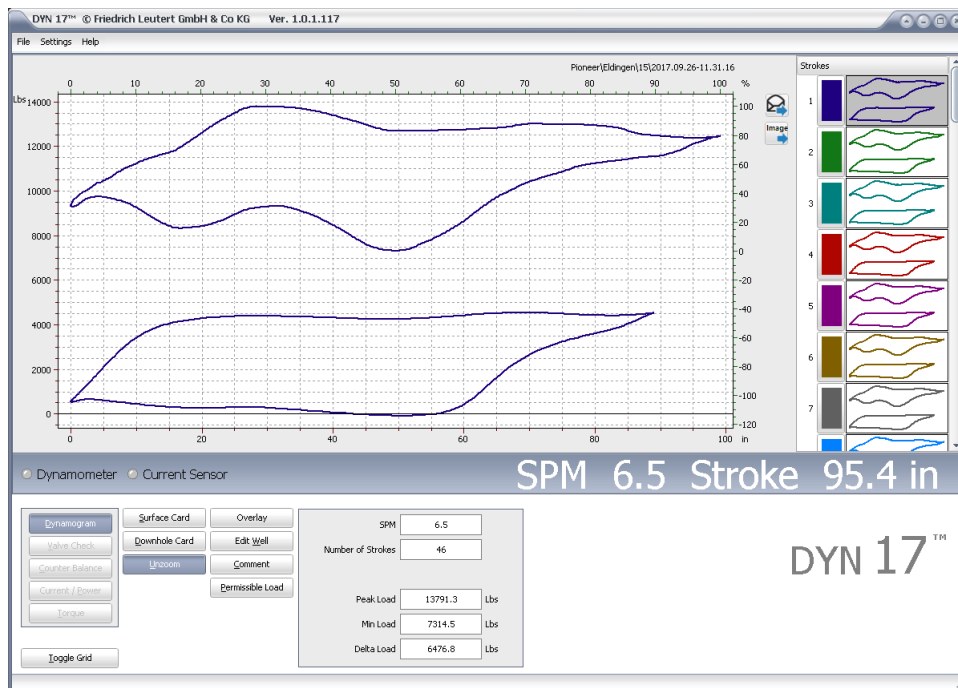 DYN 17™ © Friedrich Leutert GmbH & Co KG Ver. 1.0.1.117
File Settings Help
Pioneer\Eldingen\15\2017.09.26-11.31.16
Strokes
0 10 20 30 40 50 60 70 80 90 100 %
Lbs 14000
12000
10000
8000
6000
4000
2000
0
100
80
60
40
20
0
-20
-40
-60
-80
-100
-120
0 20 40 60 80 100 in
Image
1
2
3
4
5
6
7
Dynamometer Current Sensor SPM 6.5 Stroke 95.4 in
Dynamogram
Valve Check
Counter Balance
Current / Power
Torque
Toggle Grid
Surface Card Overlay
Downhole Card Edit Well
Unzoom Comment
Permissible Load
SPM 6.5
Number of Strokes 46
Peak Load 13791.3 Lbs
Min Load 7314.5 Lbs
Delta Load 6476.8 Lbs
DYN 17™